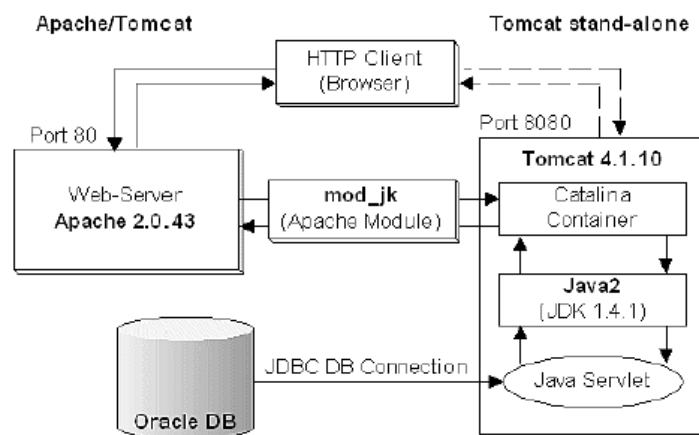 Apache/Tomcat
Tomcat stand-alone
HTTP Client
(Browser)
Port 80
Port 8080
Web-Server
Apache 2.0.43
mod_jk
(Apache Module)
Tomcat 4.1.10
Catalina
Container
Java2
(JDK 1.4.1)
JDBC DB Connection
Java Servlet
Oracle DB